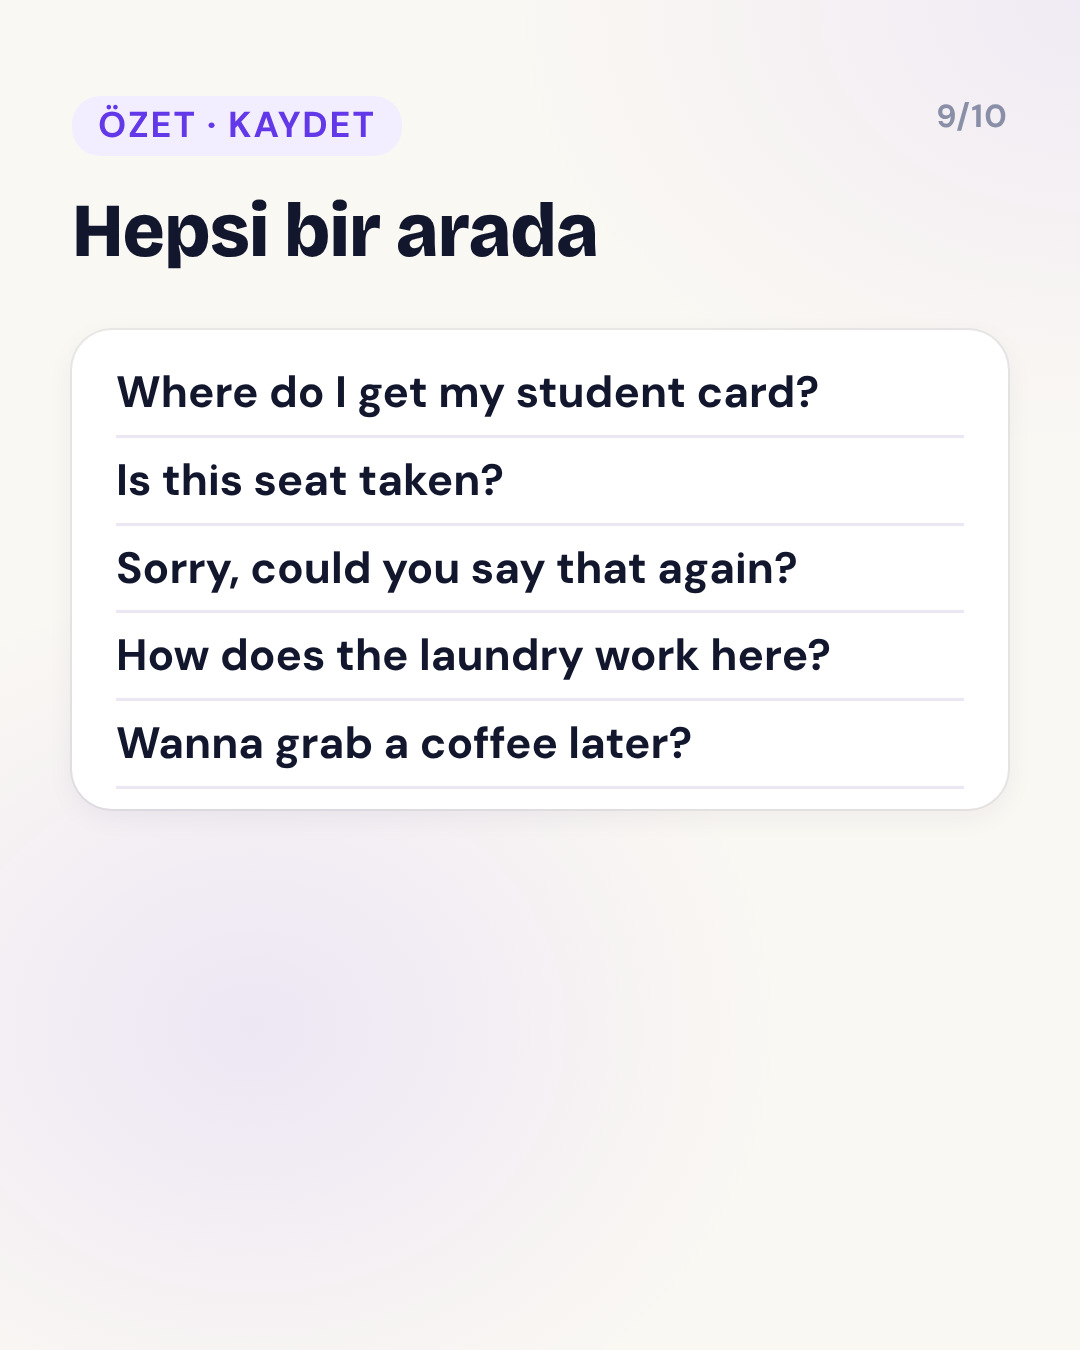 ÖZET · KAYDET
9/10
Hepsi bir arada
Where do I get my student card?
Is this seat taken?
Sorry, could you say that again?
How does the laundry work here?
Wanna grab a coffee later?